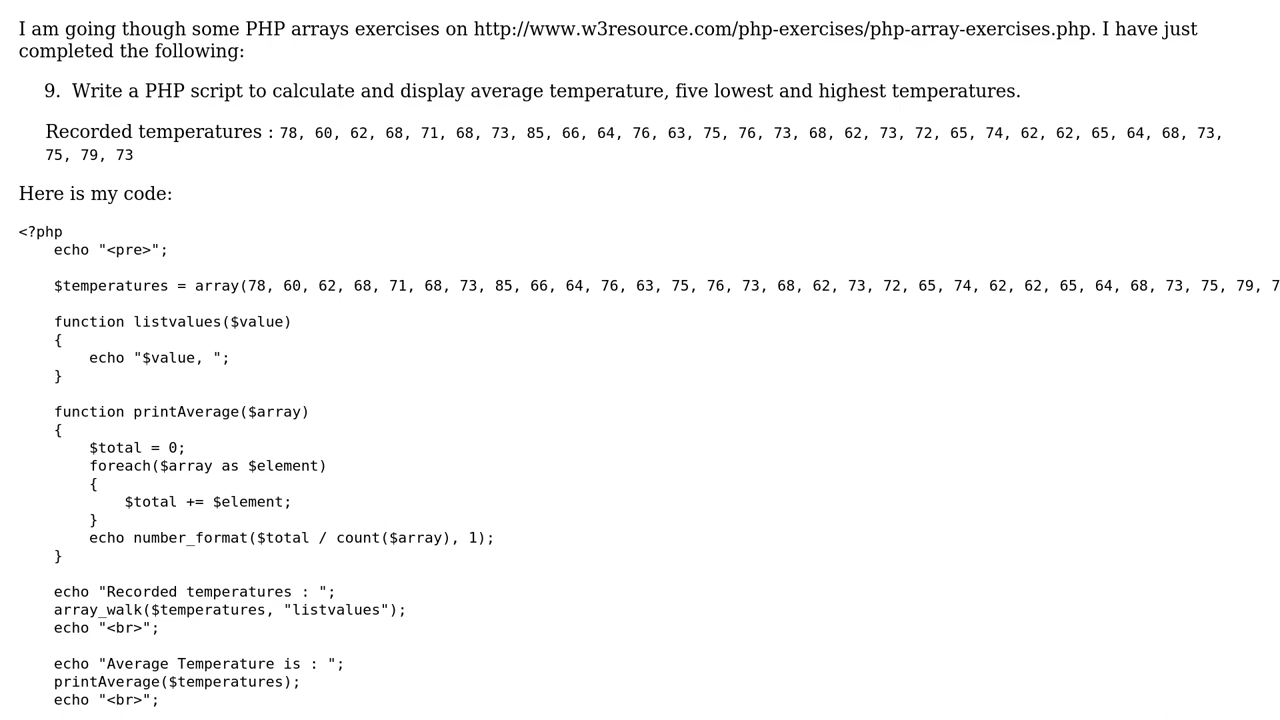 I am going though some PHP arrays exercises on http://www.w3resource.com/php-exercises/php-array-exercises.php. I have just
completed the following:
9. Write a PHP script to calculate and display average temperature, five lowest and highest temperatures.
Recorded temperatures : 78, 60, 62, 68, 71, 68, 73, 85, 66, 64, 76, 63, 75, 76, 73, 68, 62, 73, 72, 65, 74, 62, 62, 65, 64, 68, 73,
75, 79, 73
Here is my code:
<?php
    echo "<pre>";
    $temperatures = array(78, 60, 62, 68, 71, 68, 73, 85, 66, 64, 76, 63, 75, 76, 73, 68, 62, 73, 72, 65, 74, 62, 62, 65, 64, 68, 73, 75, 79, 7
    function listvalues($value)
    {
        echo "$value, ";
    }
    function printAverage($array)
    {
        $total = 0;
        foreach($array as $element)
        {
            $total += $element;
        }
        echo number_format($total / count($array), 1);
    }
    echo "Recorded temperatures : ";
    array_walk($temperatures, "listvalues");
    echo "<br>";
    echo "Average Temperature is : ";
    printAverage($temperatures);
    echo "<br>";